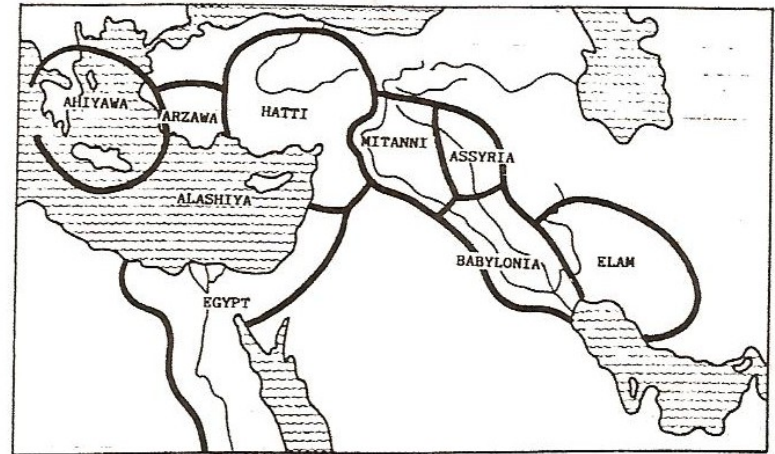 AHIYAWA
ARZAWA
HATTI
MITANNI
ASSYRIA
ALASHIYA
BABYLONIA
ELAM
EGYPT